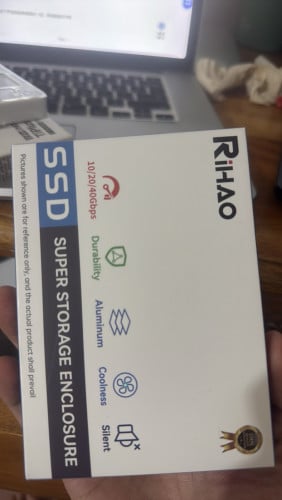 RiHAO
10/20/40Gbps
Durability
Aluminum
Coolness
Silent
SSD SUPER STORAGE ENCLOSURE
Pictures shown are for reference only, and the actual product shall prevail